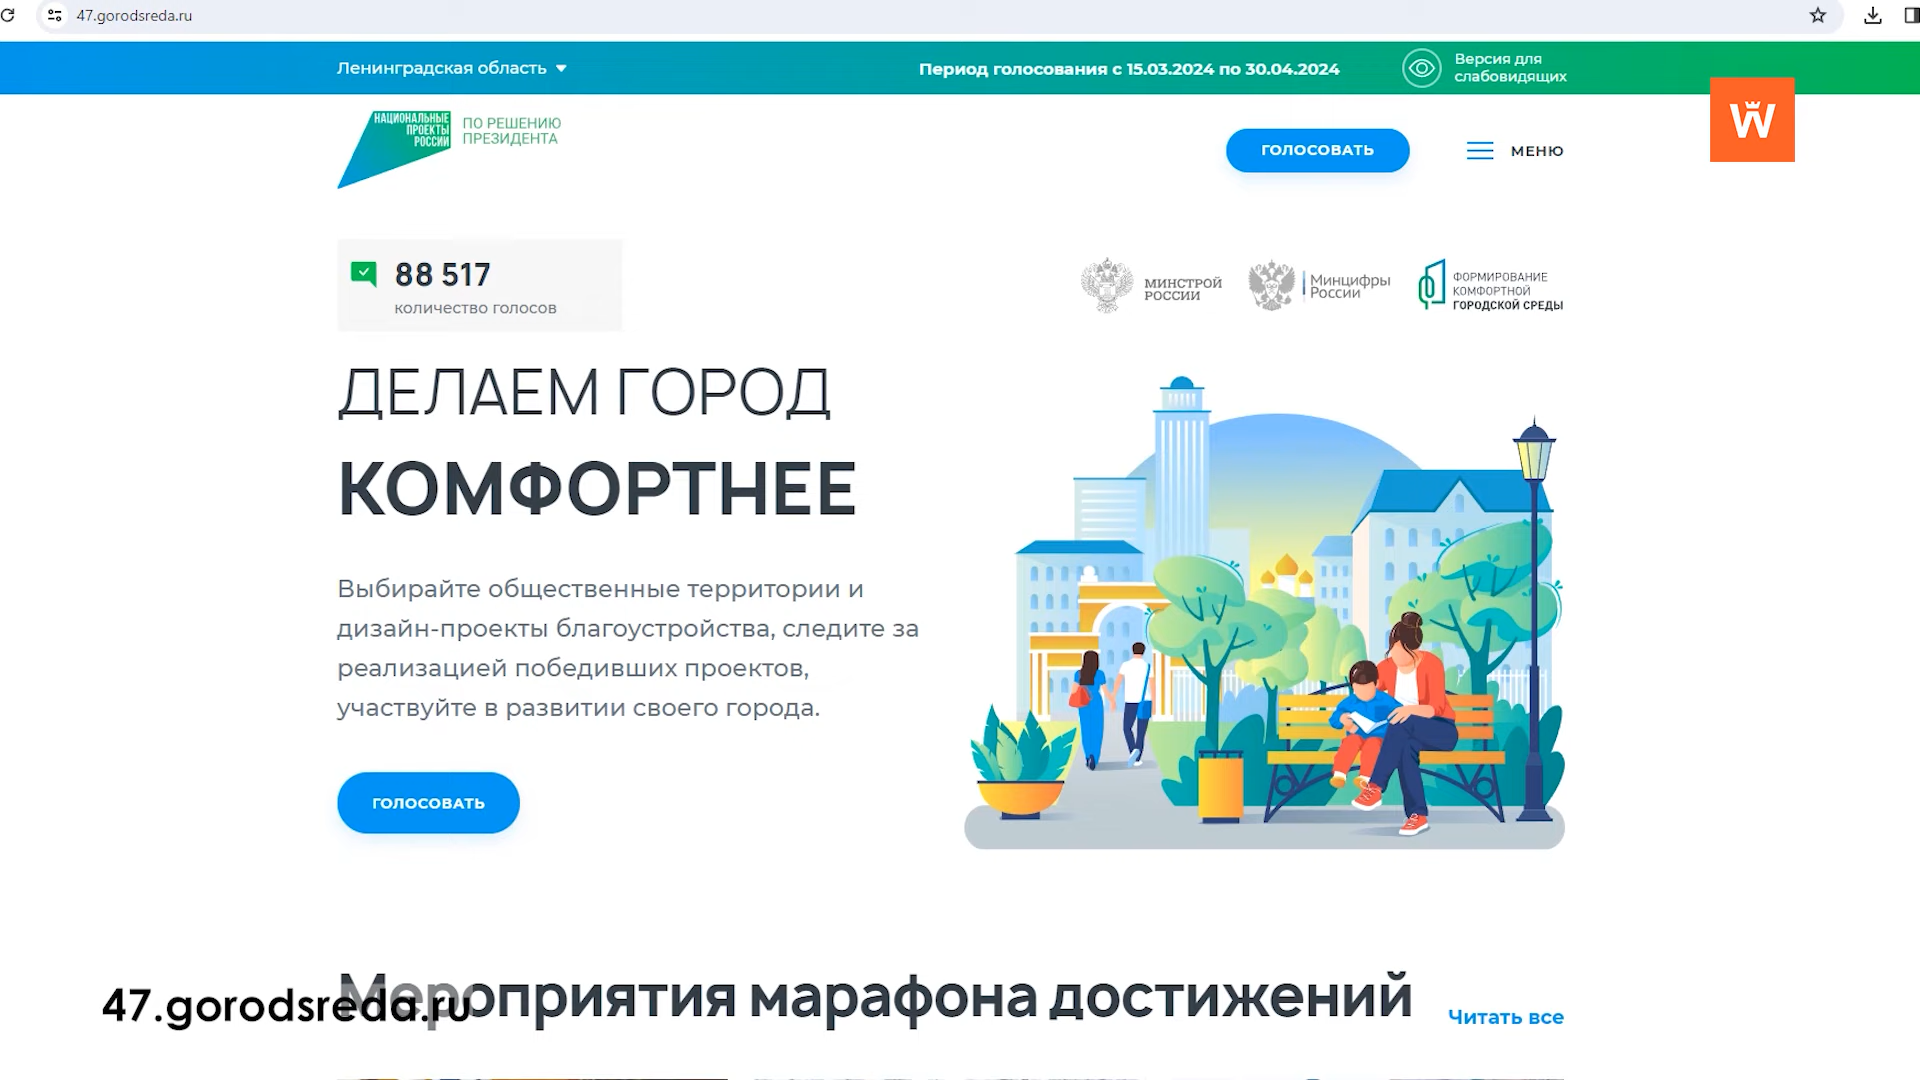 47.gorodsreda.ru
Ленинградская область
Период голосования с 15.03.2024 по 30.04.2024
Версия для
слабовидящих
НАЦИОНАЛЬНЫЕ
ПРОЕКТЫ
РОССИИ
ПО РЕШЕНИЮ
ПРЕЗИДЕНТА
ГОЛОСОВАТЬ
МЕНЮ
W
88 517
количество голосов
МИНСТРОЙ
РОССИИ
Минцифры
России
ФОРМИРОВАНИЕ
КОМФОРТНОЙ
ГОРОДСКОЙ СРЕДЫ
ДЕЛАЕМ ГОРОД
КОМФОРТНЕЕ
Выбирайте общественные территории и
дизайн-проекты благоустройства, следите за
реализацией победивших проектов,
участвуйте в развитии своего города.
ГОЛОСОВАТЬ
Мероприятия марафона достижений
Читать все
47.gorodsreda.ru